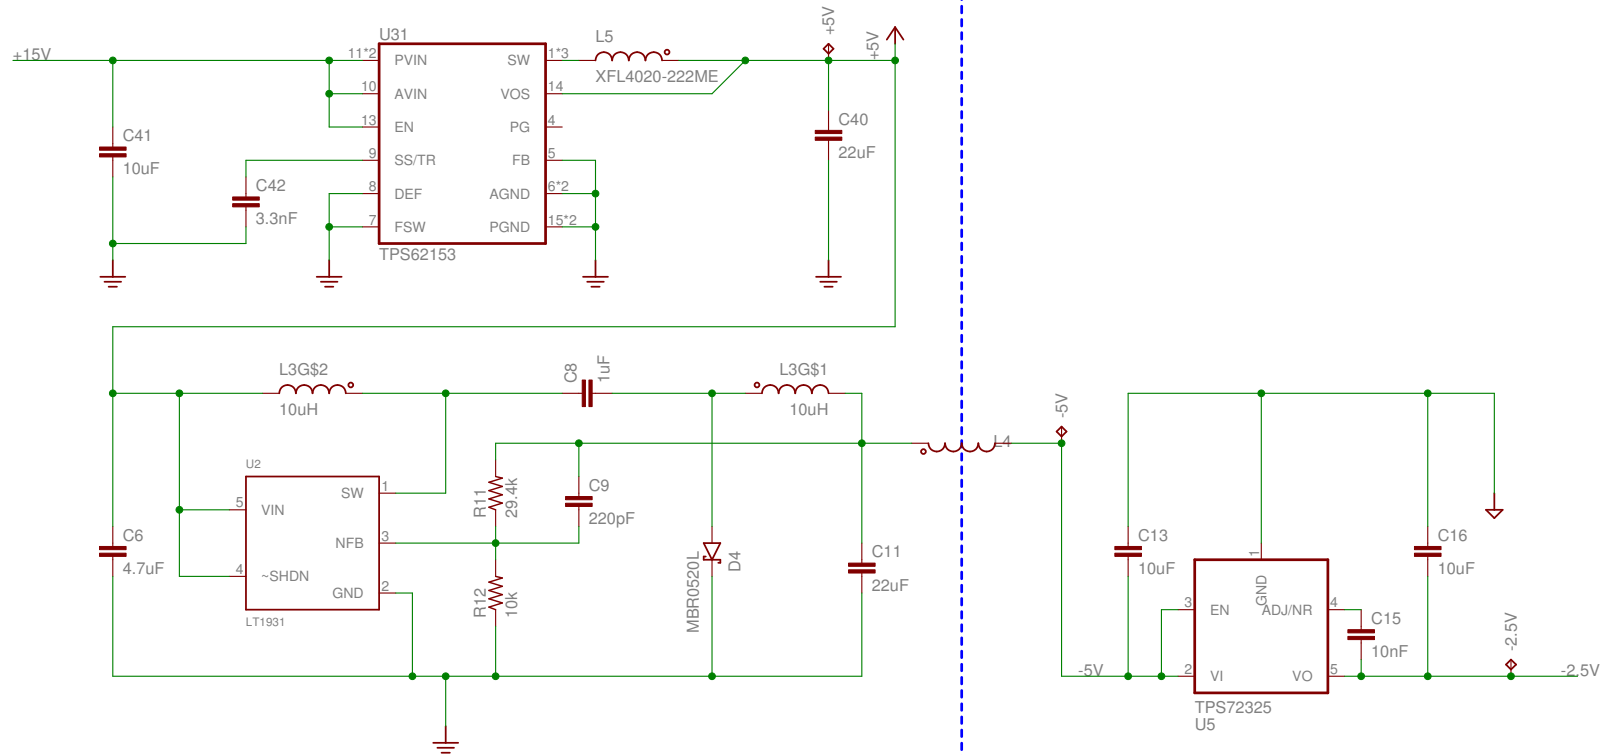 +15V
U31
11*2 PVIN
10 AVIN
13 EN
9 SS/TR
8 DEF
7 FSW
SW 1*3
VOS 14
PG 4
FB 5
AGND 6*2
PGND 15*2
TPS62153
L5
XFL4020-222ME
+5V
+5V
C41
10uF
C42
3.3nF
C40
22uF
L3G$2
10uH
C8
1uF
L3G$1
10uH
U2
5 VIN
4 ~SHDN
SW 1
NFB 3
GND 2
LT1931
C6
4.7uF
R11
29.4k
R12
10k
C9
220pF
MBR0520L
D4
C11
22uF
L4
-5V
-5V
C13
10uF
C16
10uF
1 GND
3 EN
2 VI
ADJ/NR 4
VO 5
TPS72325
U5
C15
10nF
-2.5V
-2.5V